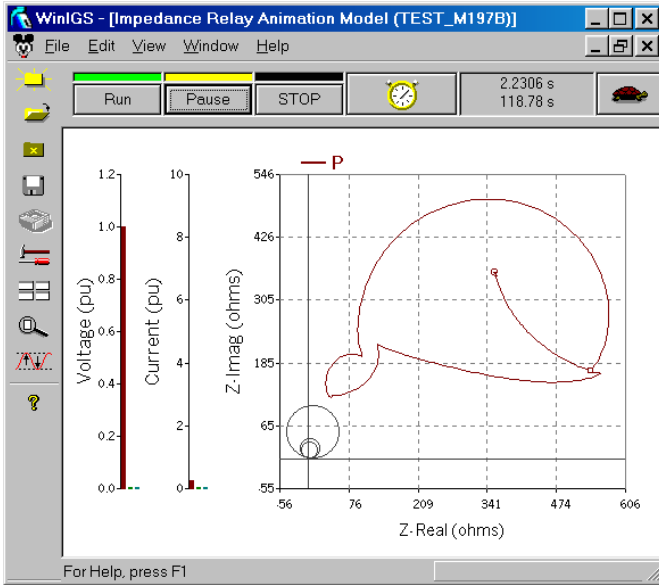 WinIGS - [Impedance Relay Animation Model (TEST_M197B)]
File Edit View Window Help
Run Pause STOP
2.2306 s
118.78 s
P
Voltage (pu)
1.2
1.0
0.8
0.6
0.4
0.2
0.0
Current (pu)
10
8
6
4
2
0
Z-Imag (ohms)
546
426
305
185
65
-55
-56 76 209 341 474 606
Z-Real (ohms)
For Help, press F1